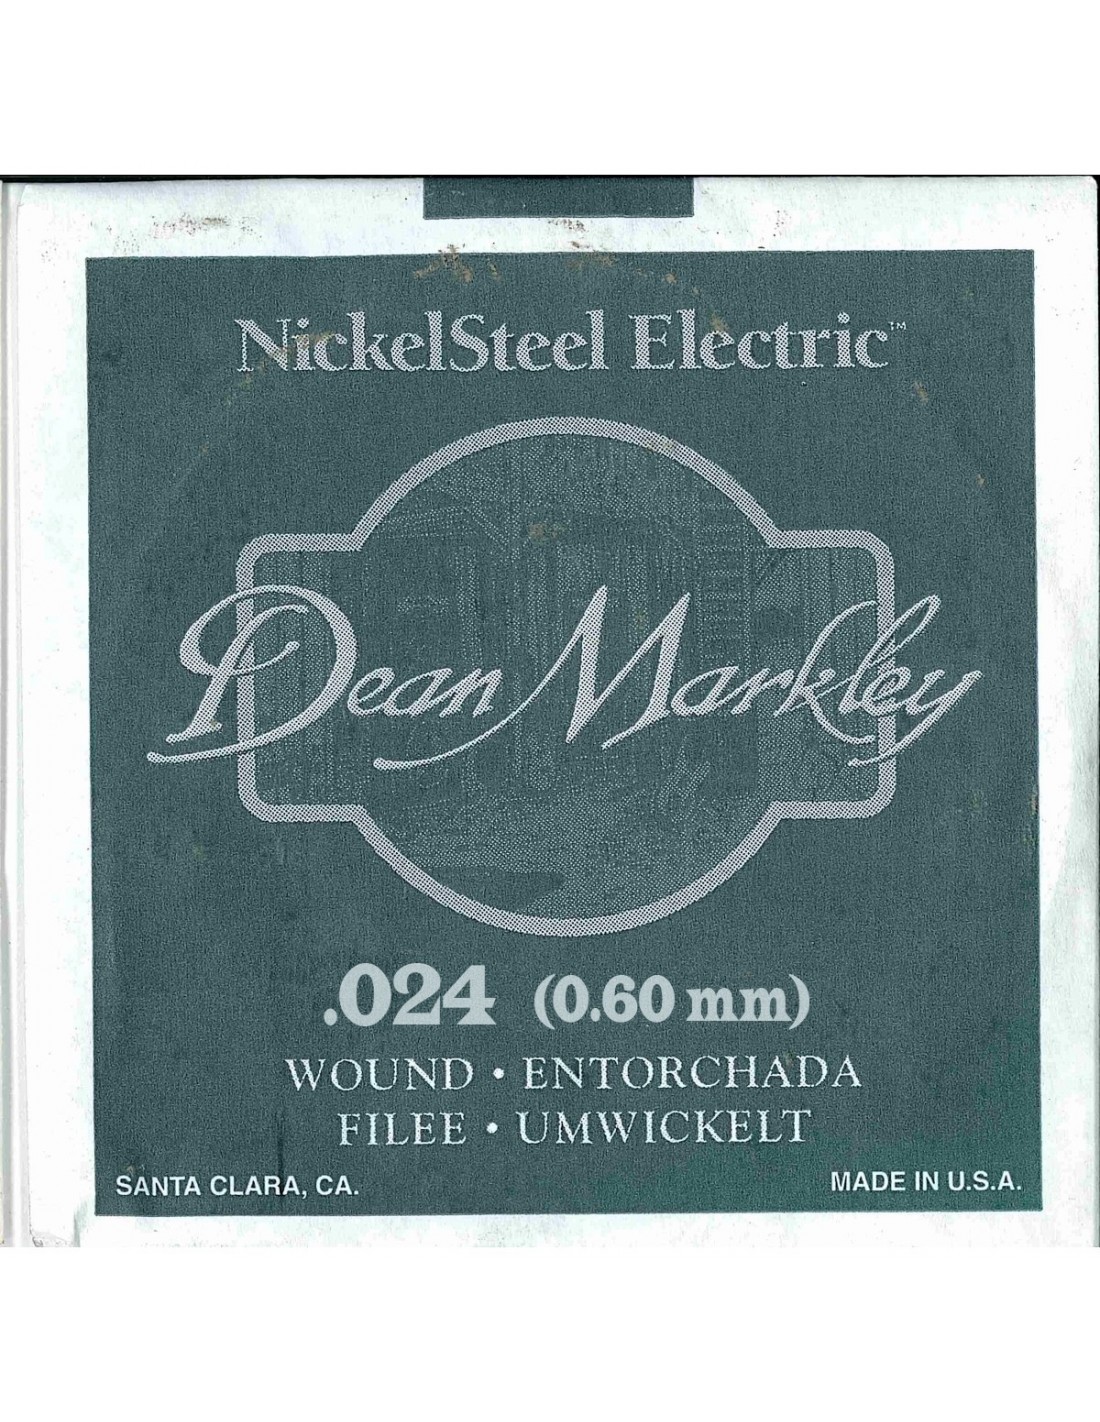 NickelSteel Electric™
Dean Markley
.024 (0.60 mm)
WOUND • ENTORCHADA
FILEE • UMWICKELT
SANTA CLARA, CA.
MADE IN U.S.A.